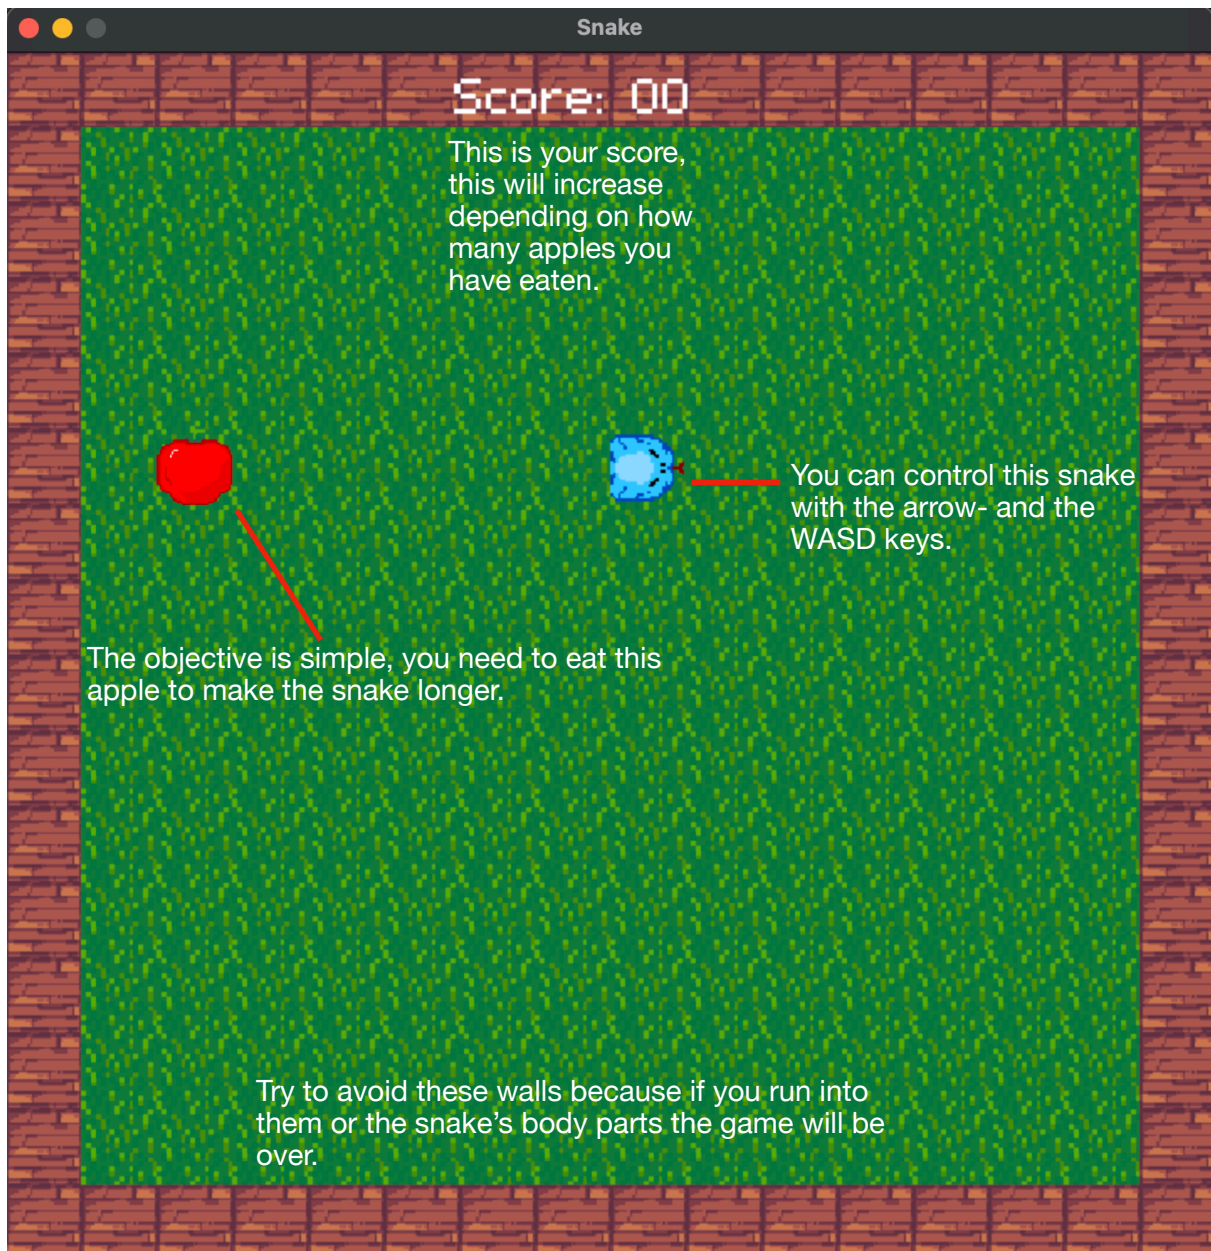 Snake
Score: 00
This is your score,
this will increase
depending on how
many apples you
have eaten.
You can control this snake
with the arrow- and the
WASD keys.
The objective is simple, you need to eat this
apple to make the snake longer.
Try to avoid these walls because if you run into
them or the snake’s body parts the game will be
over.